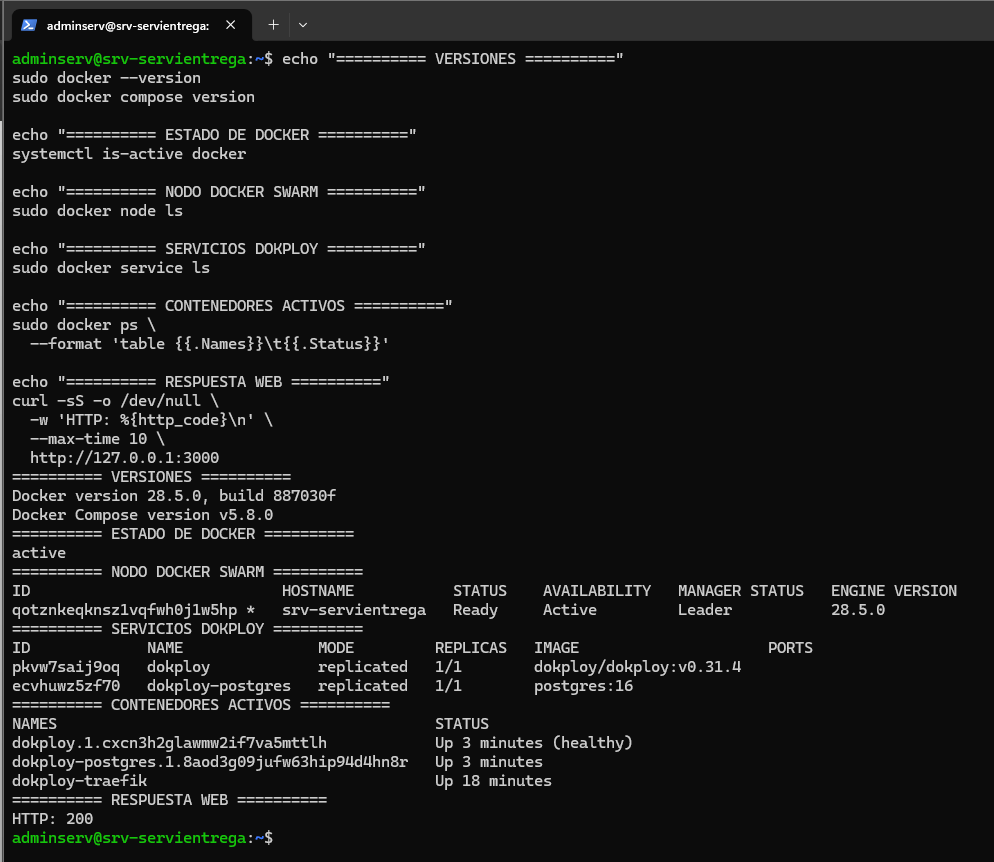 adminserv@srv-servientrega:
adminserv@srv-servientrega:~$ echo "========== VERSIONES =========="
sudo docker --version
sudo docker compose version
echo "========== ESTADO DE DOCKER =========="
systemctl is-active docker
echo "========== NODO DOCKER SWARM =========="
sudo docker node ls
echo "========== SERVICIOS DOKPLOY =========="
sudo docker service ls
echo "========== CONTENEDORES ACTIVOS =========="
sudo docker ps \
--format 'table {{.Names}}\t{{.Status}}'
echo "========== RESPUESTA WEB =========="
curl -sS -o /dev/null \
-w 'HTTP: %{http_code}\n' \
--max-time 10 \
http://127.0.0.1:3000
========== VERSIONES ==========
Docker version 28.5.0, build 887030f
Docker Compose version v5.8.0
========== ESTADO DE DOCKER ==========
active
========== NODO DOCKER SWARM ==========
ID HOSTNAME STATUS AVAILABILITY MANAGER STATUS ENGINE VERSION
qotznkeqknsz1vqfwh0j1w5hp * srv-servientrega Ready Active Leader 28.5.0
========== SERVICIOS DOKPLOY ==========
ID NAME MODE REPLICAS IMAGE PORTS
pkvw7saij9oq dokploy replicated 1/1 dokploy/dokploy:v0.31.4
ecvhuwz5zf70 dokploy-postgres replicated 1/1 postgres:16
========== CONTENEDORES ACTIVOS ==========
NAMES STATUS
dokploy.1.cxcn3h2glawmw2if7va5mttlh Up 3 minutes (healthy)
dokploy-postgres.1.8aod3g09jufw63hip94d4hn8r Up 3 minutes
dokploy-traefik Up 18 minutes
========== RESPUESTA WEB ==========
HTTP: 200
adminserv@srv-servientrega:~$